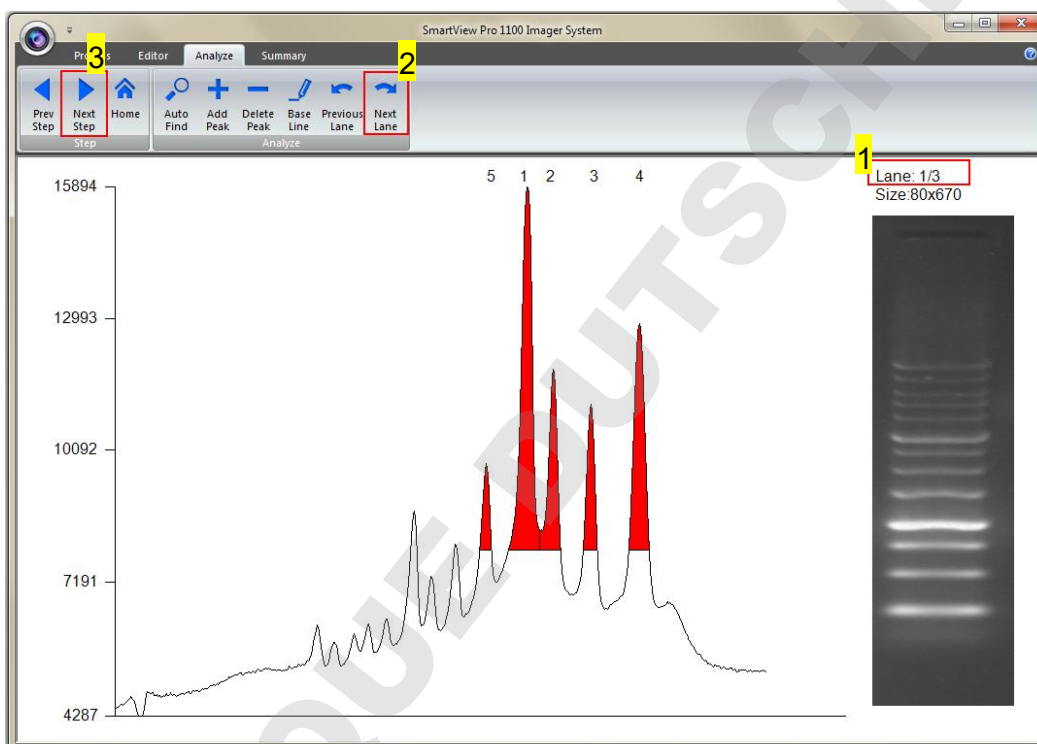 SmartView Pro 1100 Imager System
Editor Analyze Summary
3
2
Prev Step
Next Step
Home
Auto Find
Add Peak
Delete Peak
Base Line
Previous Lane
Next Lane
Step
Analyze
1
Lane: 1/3
Size:80x670
5 1 2 3 4
15894
12993
10092
7191
4287
QUE DUTSCH